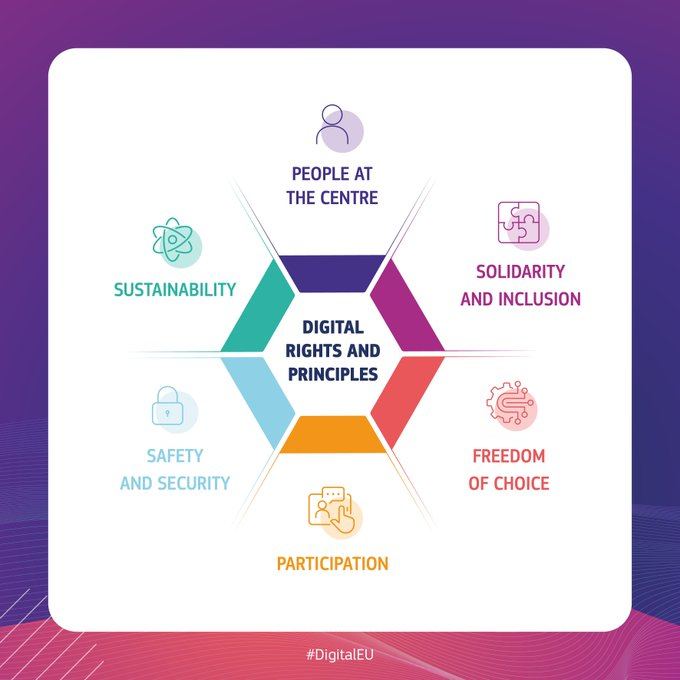 PEOPLE AT
THE CENTRE
SOLIDARITY
AND INCLUSION
SUSTAINABILITY
DIGITAL
RIGHTS AND
PRINCIPLES
SAFETY
AND SECURITY
FREEDOM
OF CHOICE
PARTICIPATION
#DigitalEU